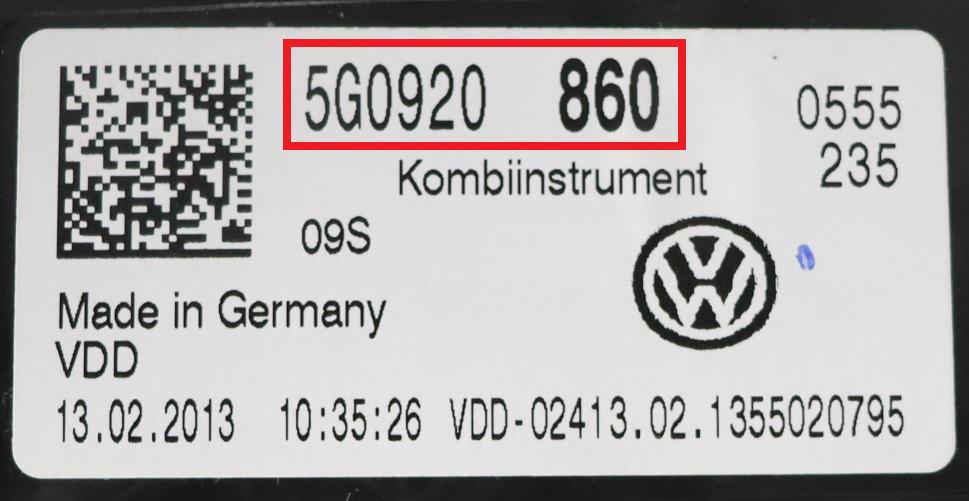 5G0920 860 0555
Kombiinstrument 235
09S
Made in Germany
VDD
13.02.2013 10:35:26 VDD-02413.02.1355020795